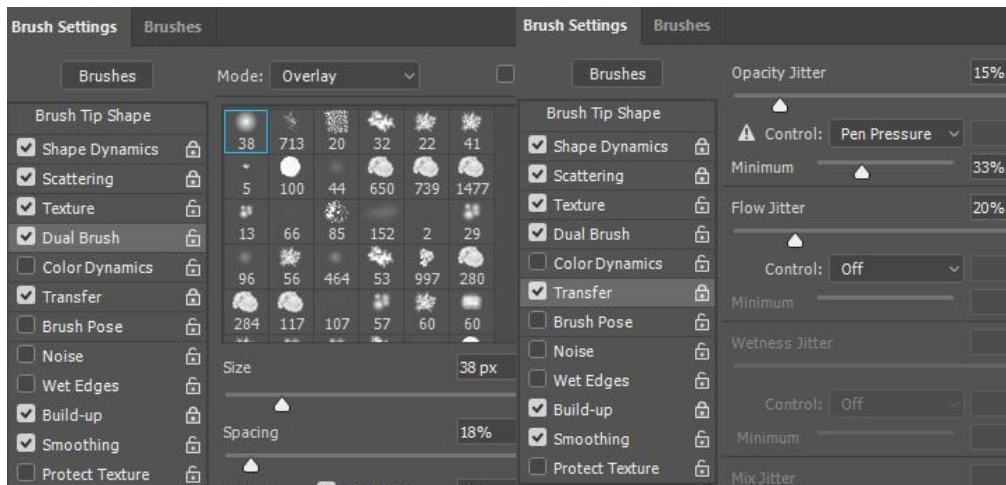 Brush Settings Brushes
Brushes
Mode: Overlay
Brush Tip Shape
Shape Dynamics
Scattering
Texture
Dual Brush
Color Dynamics
Transfer
Brush Pose
Noise
Wet Edges
Build-up
Smoothing
Protect Texture
38 713 20 32 22 41
5 100 44 650 739 1477
13 66 85 152 2 29
96 56 464 53 997 280
284 117 107 57 60 60
Size 38 px
Spacing 18%
Brush Settings Brushes
Brushes
Brush Tip Shape
Shape Dynamics
Scattering
Texture
Dual Brush
Color Dynamics
Transfer
Brush Pose
Noise
Wet Edges
Build-up
Smoothing
Protect Texture
Opacity Jitter 15%
Control: Pen Pressure
Minimum 33%
Flow Jitter 20%
Control: Off
Minimum
Wetness Jitter
Control: Off
Minimum
Mix Jitter